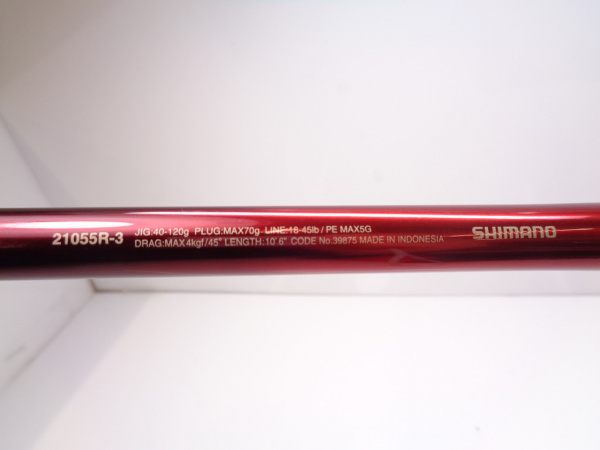 21055R-3 JIG:40-120g PLUG:MAX70g LINE:16-45lb / PE MAX5G SHIMANO
DRAG:MAX4kgf/45° LENGTH:10'6" CODE No.39875 MADE IN INDONESIA